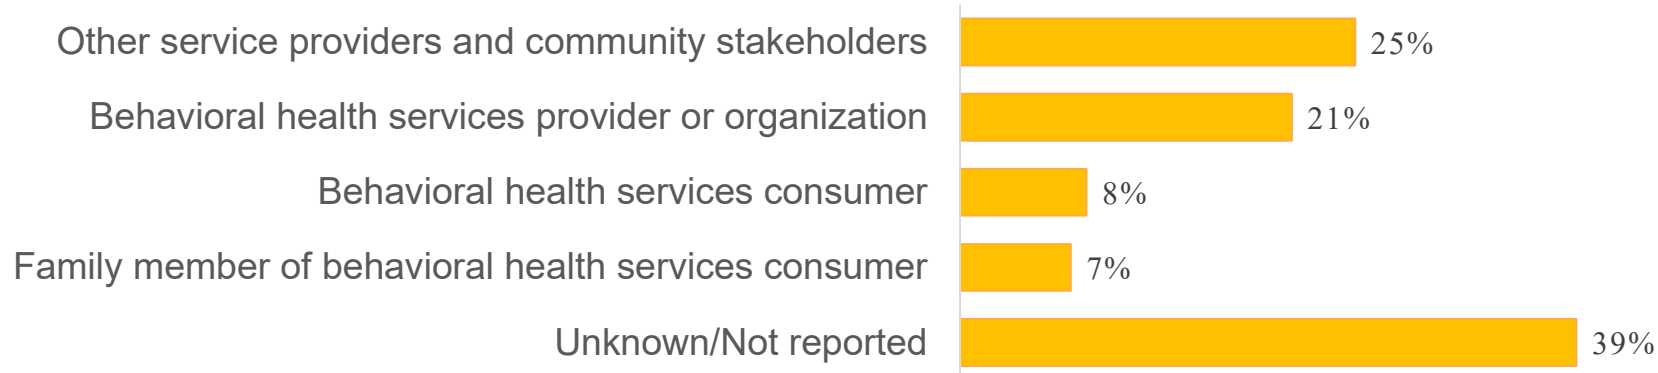 Other service providers and community stakeholders 25%
Behavioral health services provider or organization 21%
Behavioral health services consumer 8%
Family member of behavioral health services consumer 7%
Unknown/Not reported 39%